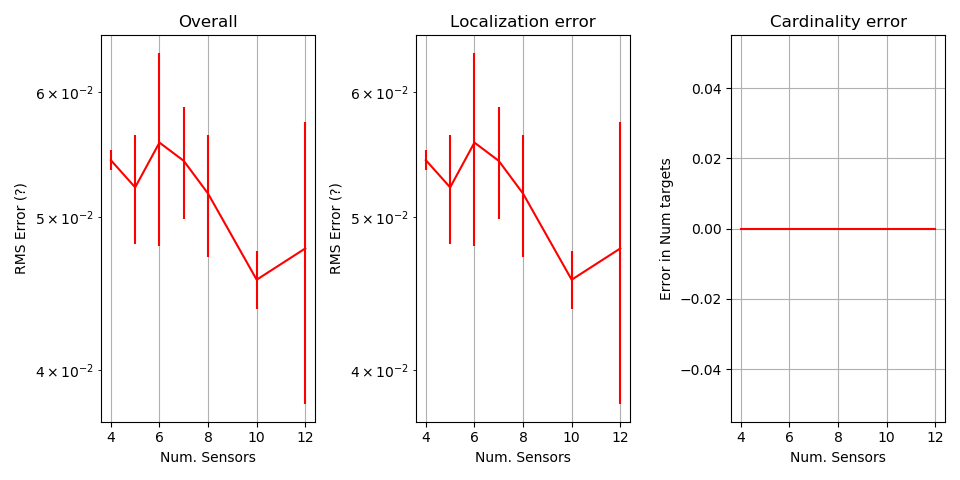 Overall
RMS Error (?)
6 × 10⁻²
5 × 10⁻²
4 × 10⁻²
4 6 8 10 12
Num. Sensors
Localization error
RMS Error (?)
6 × 10⁻²
5 × 10⁻²
4 × 10⁻²
4 6 8 10 12
Num. Sensors
Cardinality error
Error in Num targets
0.04
0.02
0.00
−0.02
−0.04
4 6 8 10 12
Num. Sensors